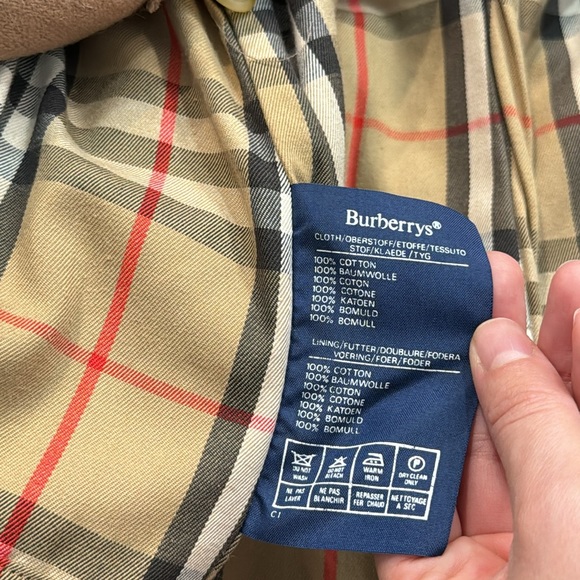 Burberrys®
CLOTH/OBERSTOFF/ETOFFE/TESSUTO
STOF/KLAEDE/TYG
100% COTTON
100% BAUMWOLLE
100% COTON
100% COTONE
100% KATOEN
100% BOMULD
100% BOMULL
LINING/FUTTER/DOUBLURE/FODERA
VOERING/FOER/FODER
100% COTTON
100% BAUMWOLLE
100% COTON
100% COTONE
100% KATOEN
100% BOMULD
100% BOMULL
DO NOT WASH DO NOT BLEACH WARM IRON P DRY CLEAN ONLY
NE PAS LAVER NE PAS BLANCHIR REPASSER FER CHAUD NETTOYAGE A SEC
C1